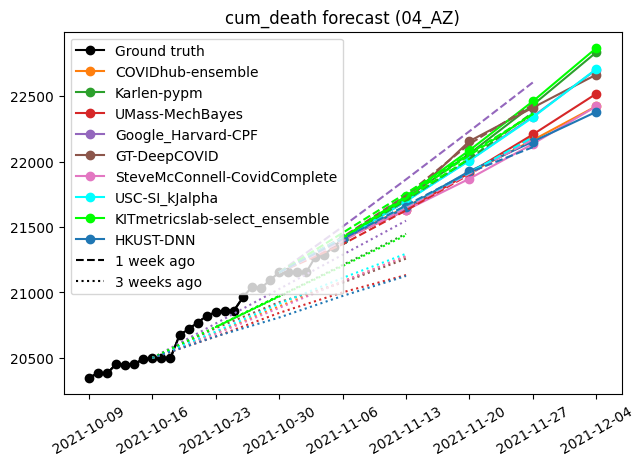 cum_death forecast (04_AZ)
Ground truth
COVIDhub-ensemble
Karlen-pypm
UMass-MechBayes
Google_Harvard-CPF
GT-DeepCOVID
SteveMcConnell-CovidComplete
USC-SI_kJalpha
KITmetricslab-select_ensemble
HKUST-DNN
1 week ago
3 weeks ago
22500
22000
21500
21000
20500
2021-10-09
2021-10-16
2021-10-23
2021-10-30
2021-11-06
2021-11-13
2021-11-20
2021-11-27
2021-12-04